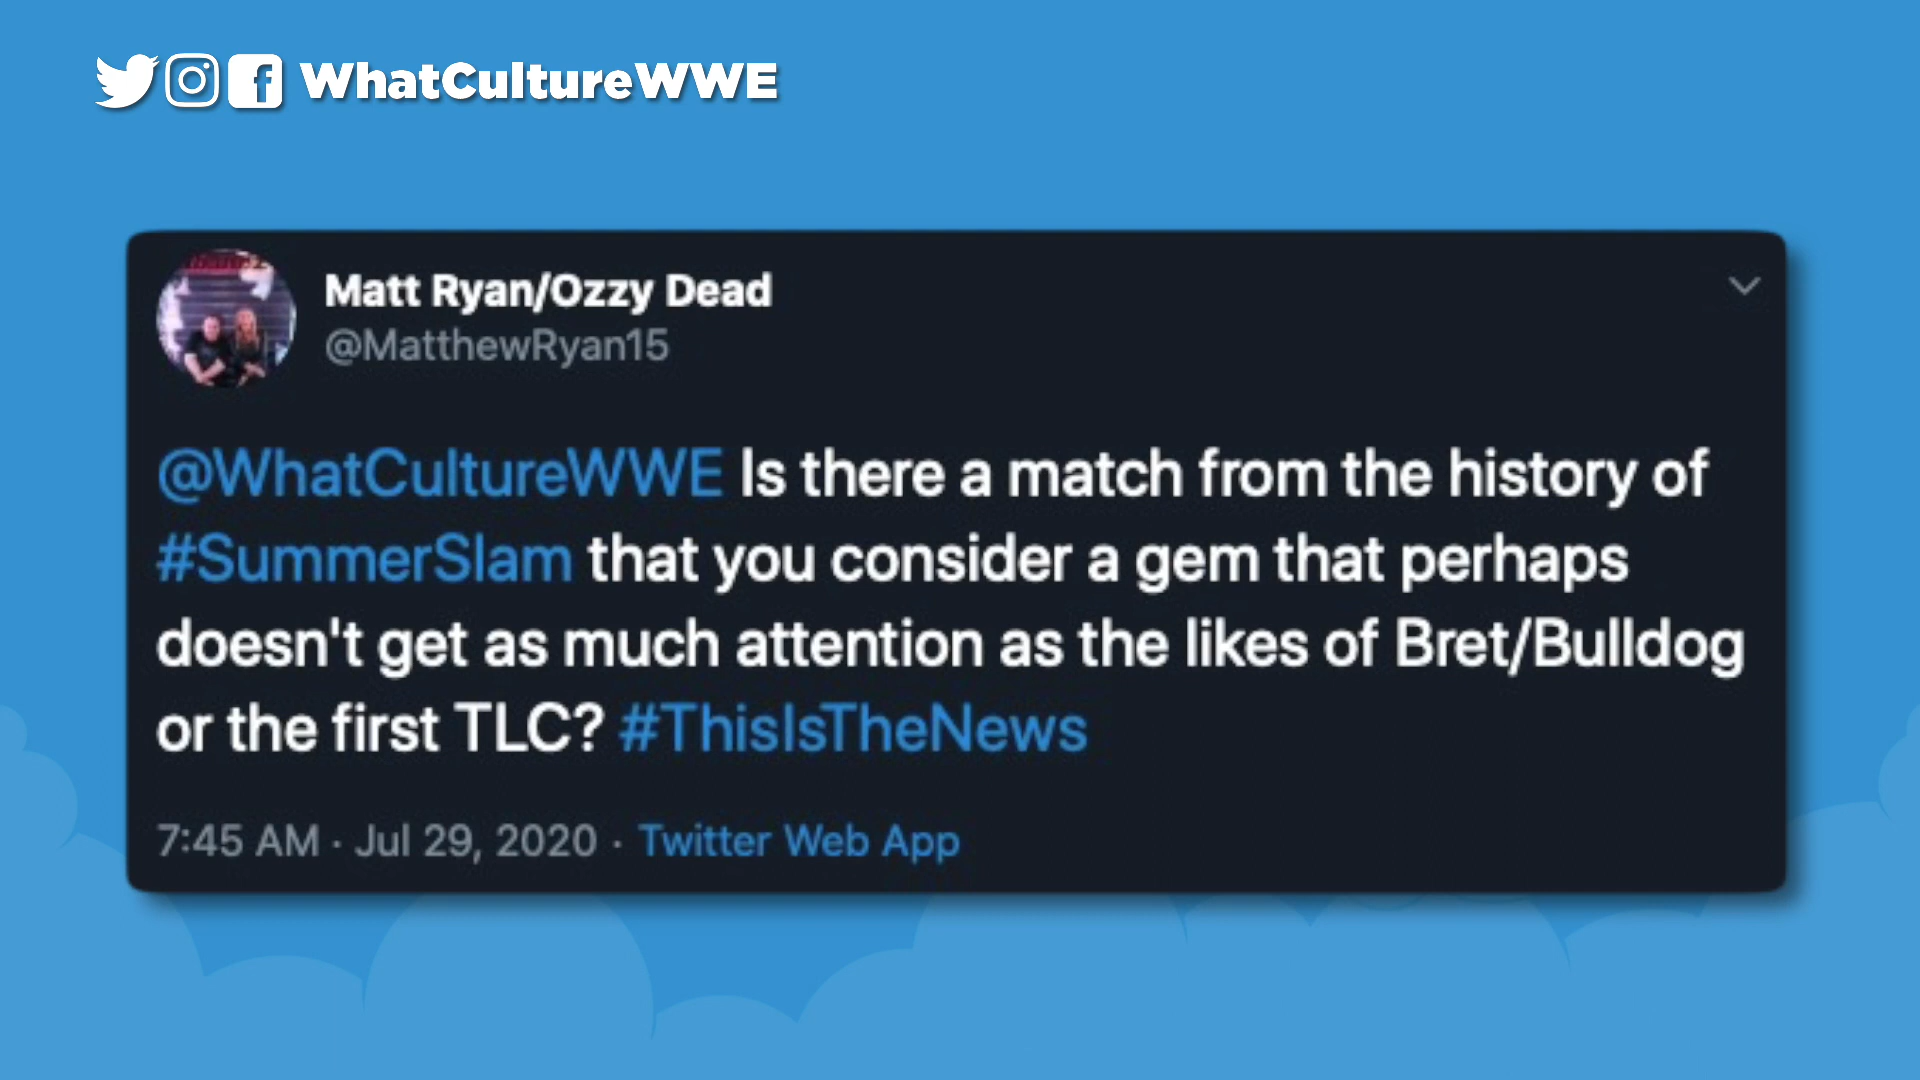 WhatCultureWWE
Matt Ryan/Ozzy Dead
@MatthewRyan15
@WhatCultureWWE Is there a match from the history of
#SummerSlam that you consider a gem that perhaps
doesn't get as much attention as the likes of Bret/Bulldog
or the first TLC? #ThisIsTheNews
7:45 AM · Jul 29, 2020 · Twitter Web App